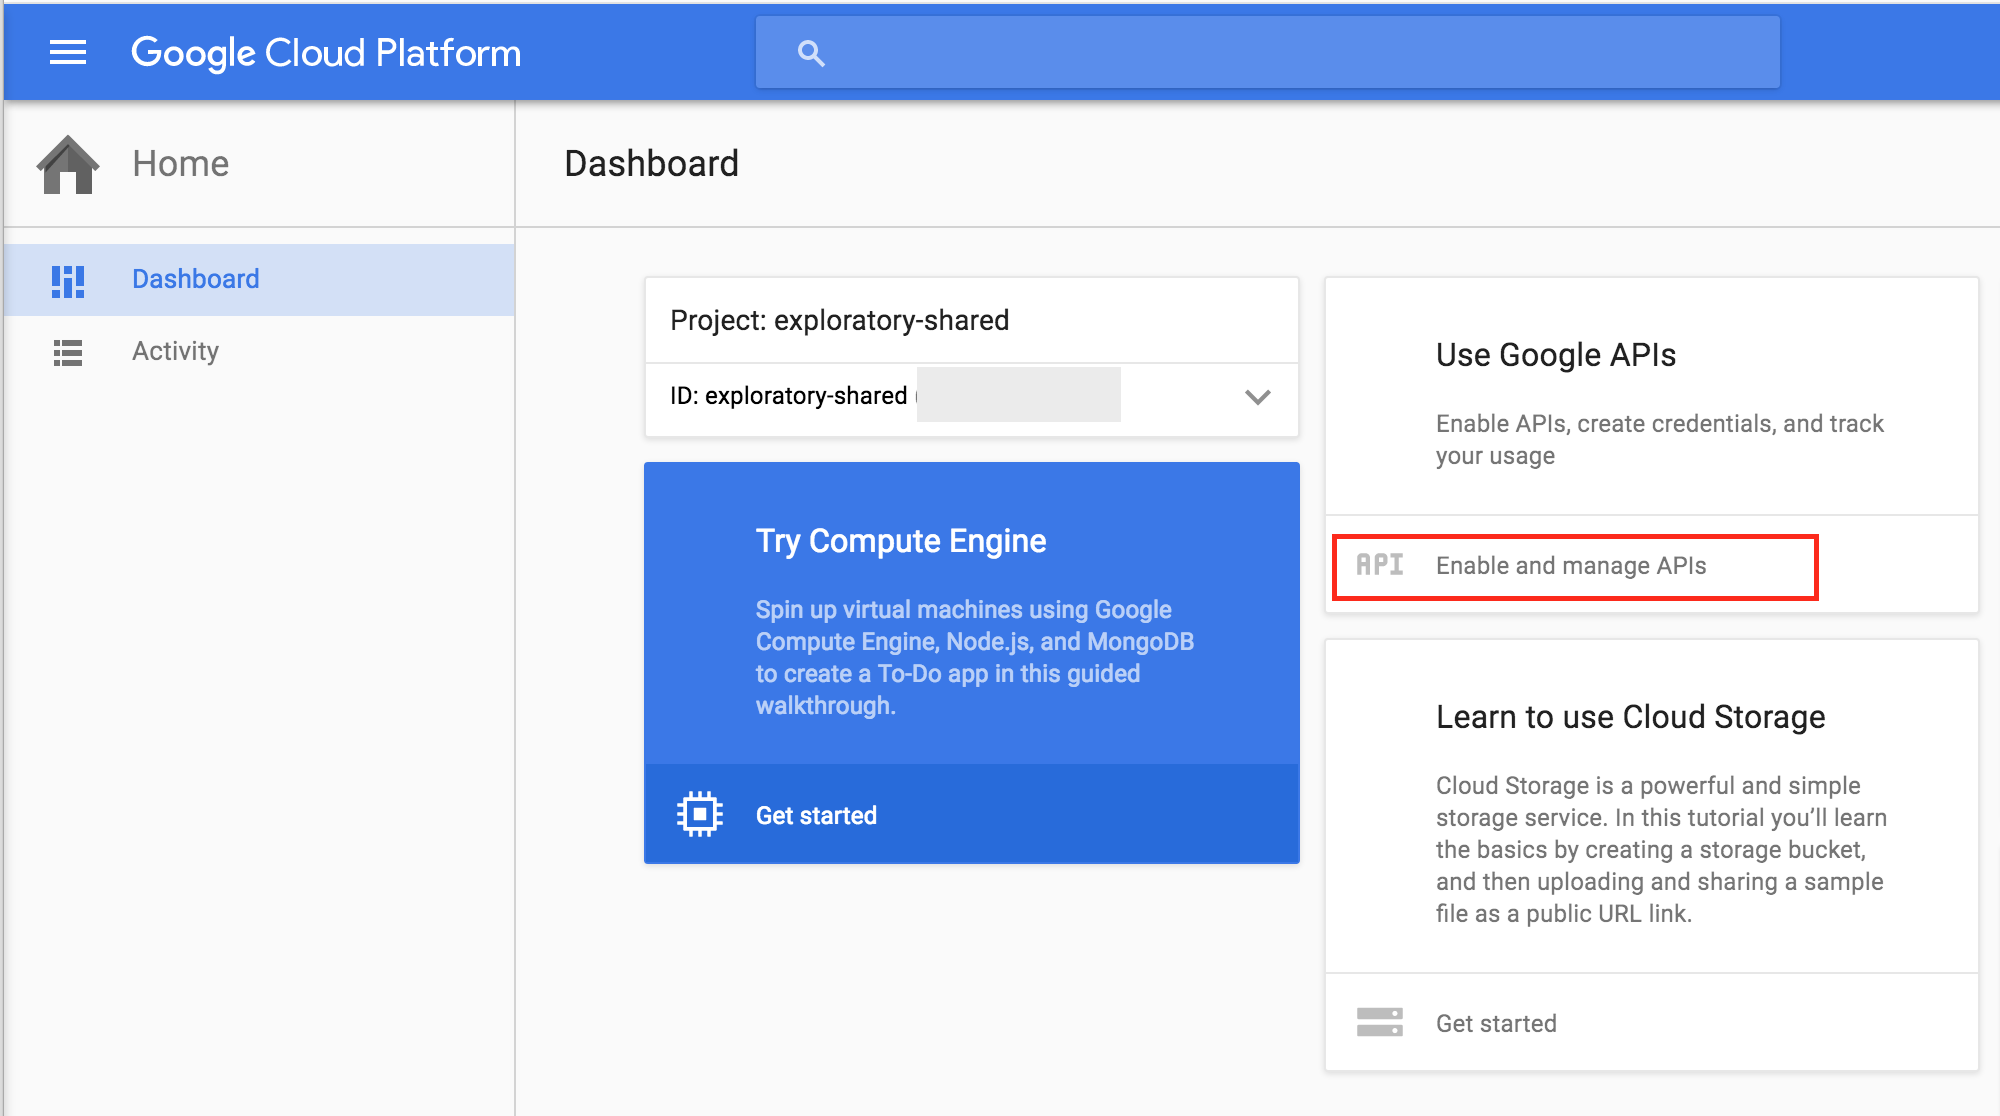 Google Cloud Platform
Home
Dashboard
Dashboard
Activity
Project: exploratory-shared
ID: exploratory-shared (
Try Compute Engine
Spin up virtual machines using Google
Compute Engine, Node.js, and MongoDB
to create a To-Do app in this guided
walkthrough.
Get started
Use Google APIs
Enable APIs, create credentials, and track
your usage
API Enable and manage APIs
Learn to use Cloud Storage
Cloud Storage is a powerful and simple
storage service. In this tutorial you’ll learn
the basics by creating a storage bucket,
and then uploading and sharing a sample
file as a public URL link.
Get started